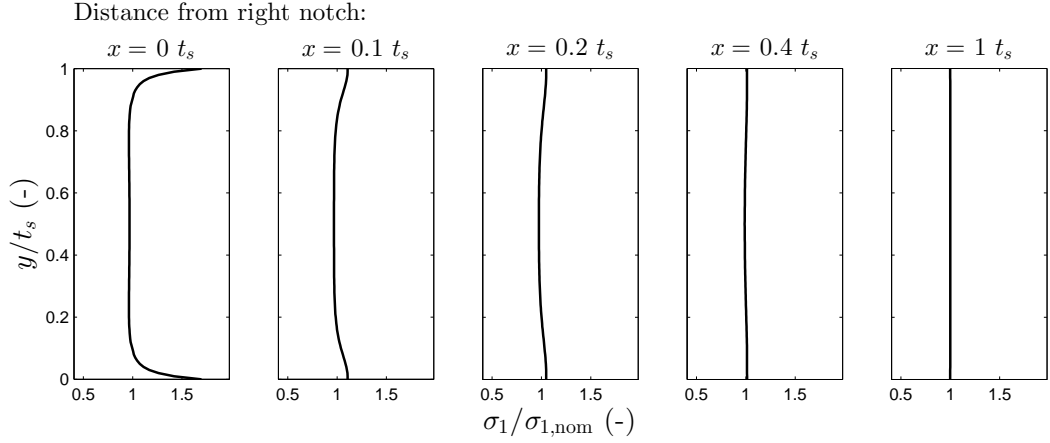 Distance from right notch:
x = 0 t_s x = 0.1 t_s x = 0.2 t_s x = 0.4 t_s x = 1 t_s
1
0.8
0.6
0.4
0.2
0
y/t_s (-)
0.5 1 1.5 0.5 1 1.5 0.5 1 1.5 0.5 1 1.5 0.5 1 1.5
σ_1/σ_{1,nom} (-)